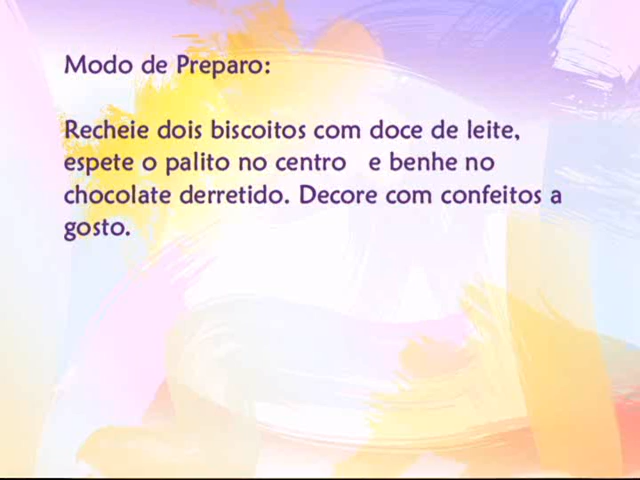 Modo de Preparo:
Recheie dois biscoitos com doce de leite,
espete o palito no centro e benhe no
chocolate derretido. Decore com confeitos a
gosto.